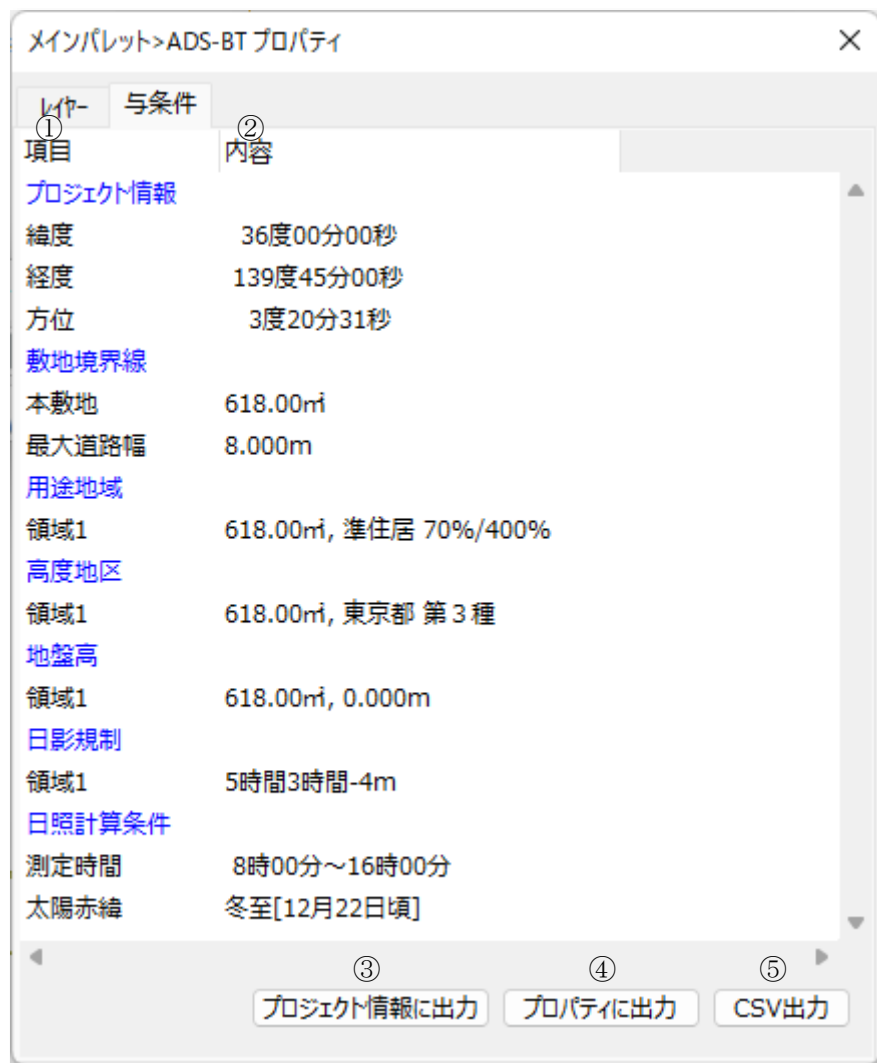 メインパレット>ADS-BT プロパティ
レイヤー 与条件
① ②
項目 内容
プロジェクト情報
緯度 36度00分00秒
経度 139度45分00秒
方位 3度20分31秒
敷地境界線
本敷地 618.00㎡
最大道路幅 8.000m
用途地域
領域1 618.00㎡, 準住居 70%/400%
高度地区
領域1 618.00㎡, 東京都 第３種
地盤高
領域1 618.00㎡, 0.000m
日影規制
領域1 5時間3時間-4m
日照計算条件
測定時間 8時00分～16時00分
太陽赤緯 冬至[12月22日頃]
③ ④ ⑤
プロジェクト情報に出力 プロパティに出力 CSV出力